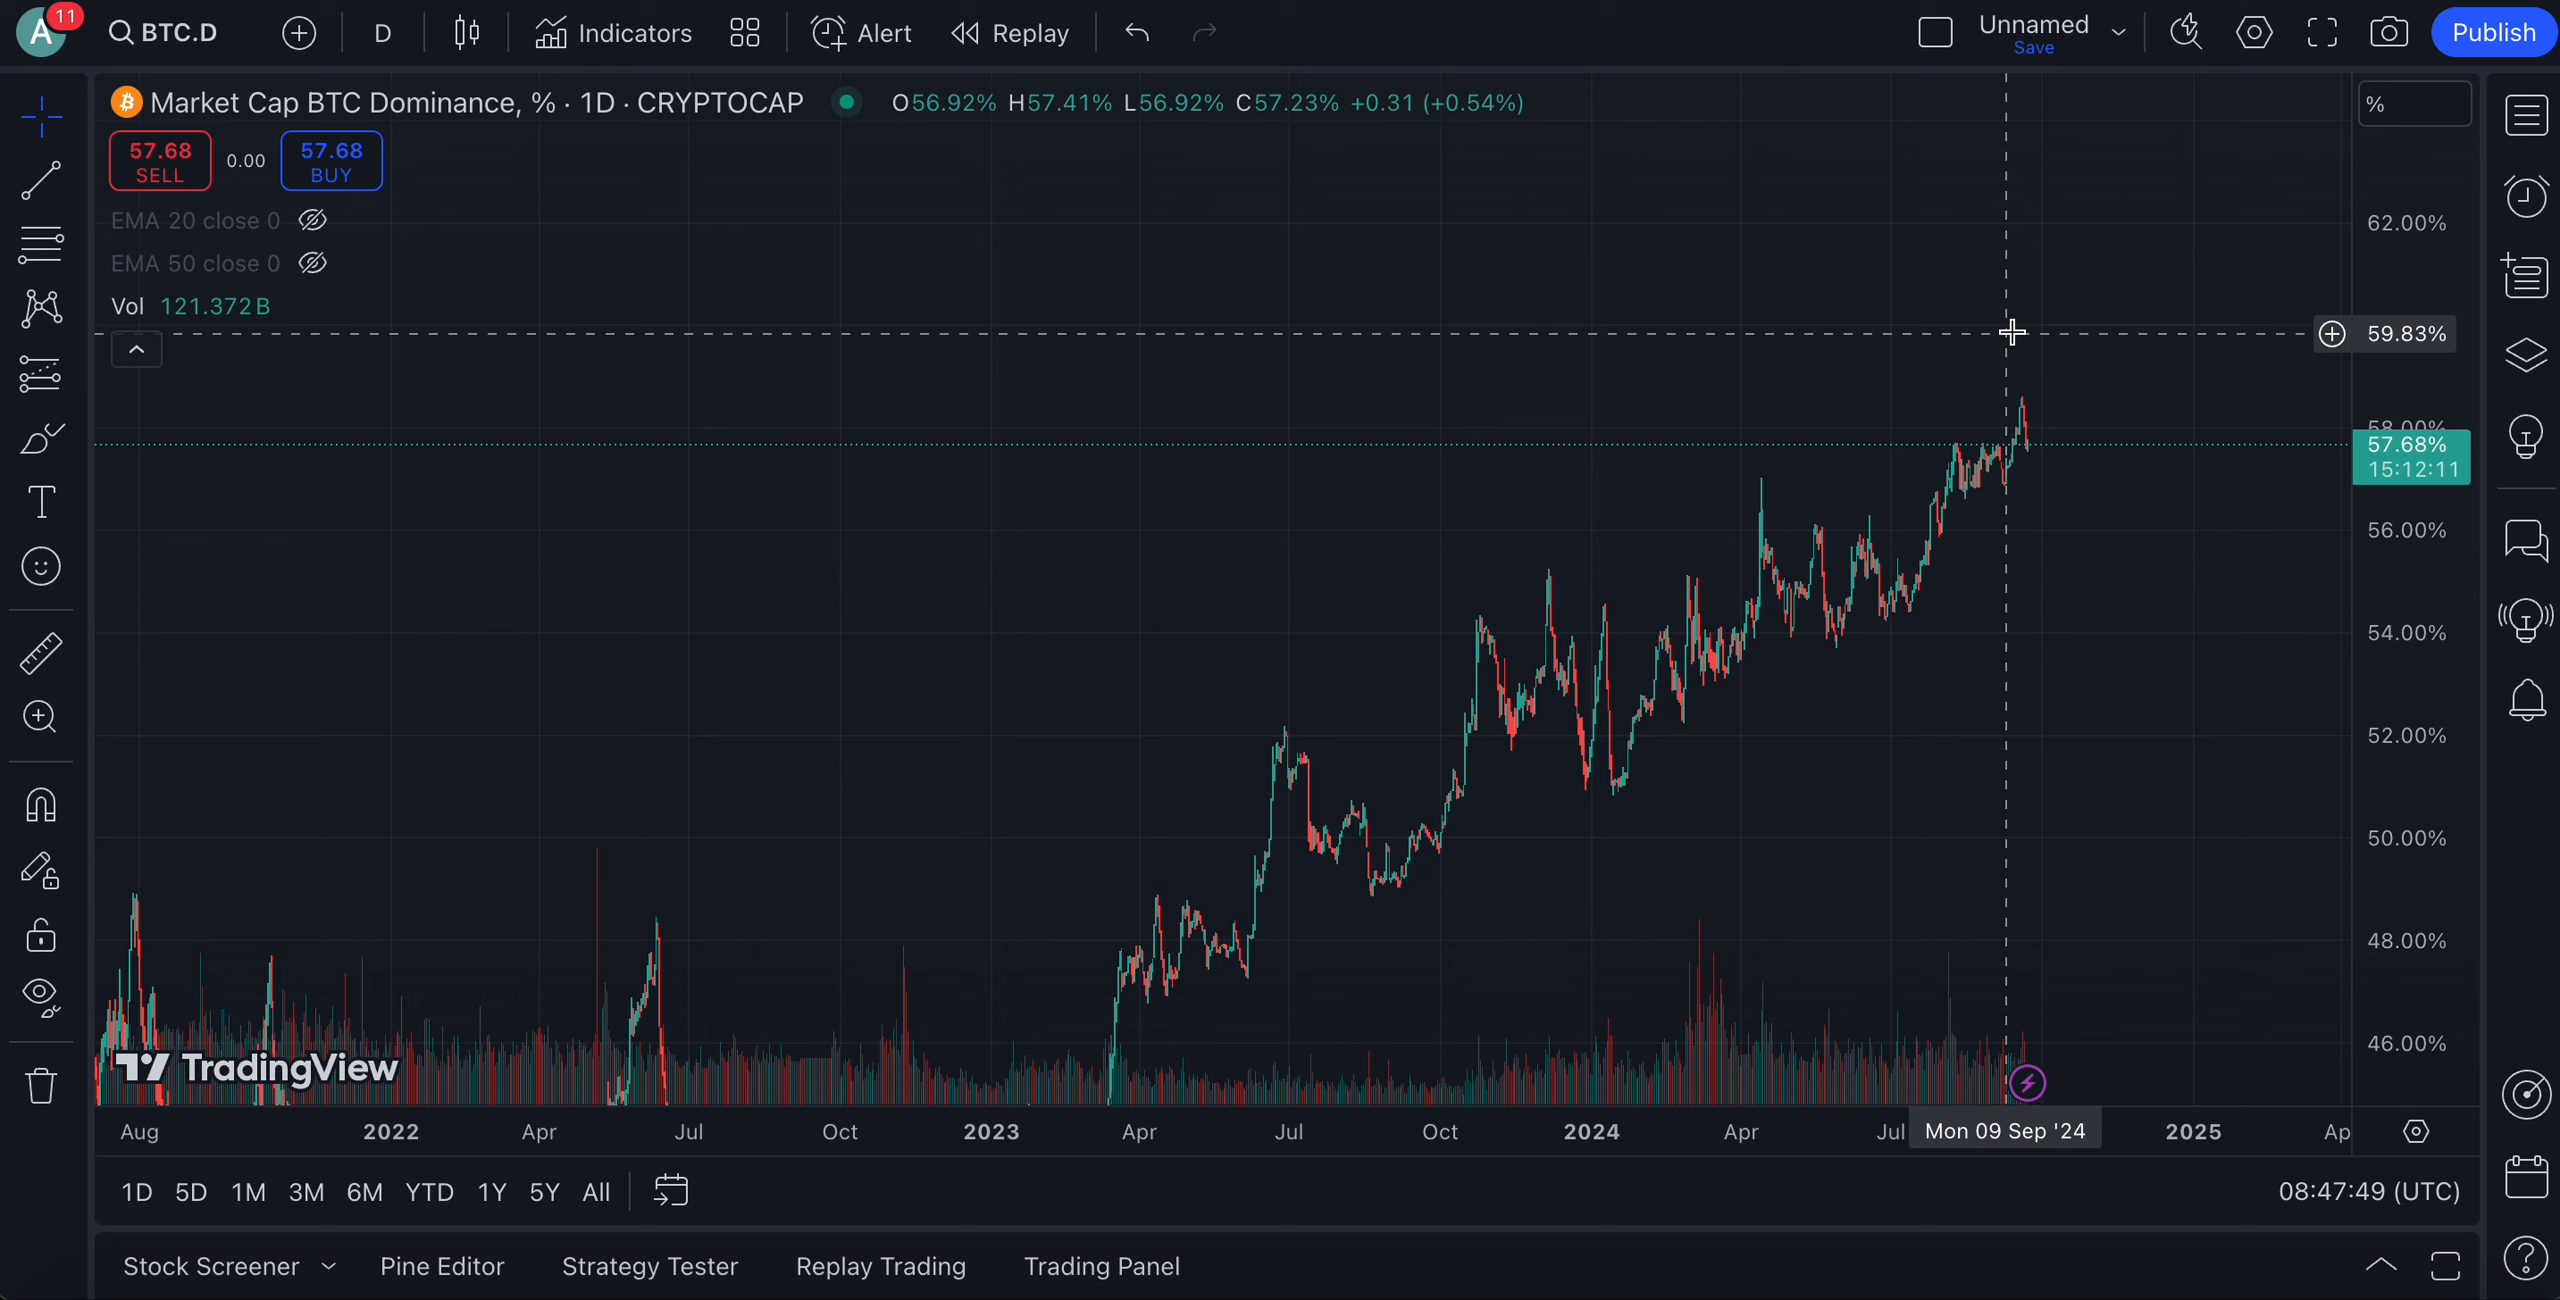 A 11 BTC.D D Indicators Alert Replay Unnamed Publish
Save
Market Cap BTC Dominance, % · 1D · CRYPTOCAP O56.92% H57.41% L56.92% C57.23% +0.31 (+0.54%) %
57.68 0.00 57.68
SELL BUY
EMA 20 close 0
62.00%
EMA 50 close 0
Vol 121.372B
59.83%
58.00%
57.68%
15:12:11
56.00%
54.00%
52.00%
50.00%
48.00%
46.00%
TradingView
Aug 2022 Apr Jul Oct 2023 Apr Jul Oct 2024 Apr Jul Mon 09 Sep '24 2025 Ap
1D 5D 1M 3M 6M YTD 1Y 5Y All 08:47:49 (UTC)
Stock Screener Pine Editor Strategy Tester Replay Trading Trading Panel